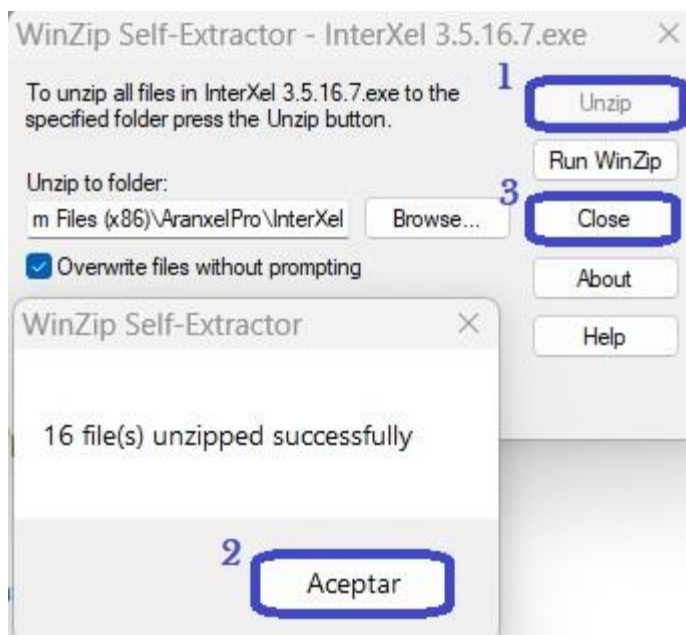 WinZip Self-Extractor - InterXel 3.5.16.7.exe
1
To unzip all files in InterXel 3.5.16.7.exe to the
specified folder press the Unzip button.
Unzip
Run WinZip
Unzip to folder:
3
m Files (x86)\AranxelPro\InterXel
Browse...
Close
Overwrite files without prompting
About
WinZip Self-Extractor
Help
16 file(s) unzipped successfully
2
Aceptar